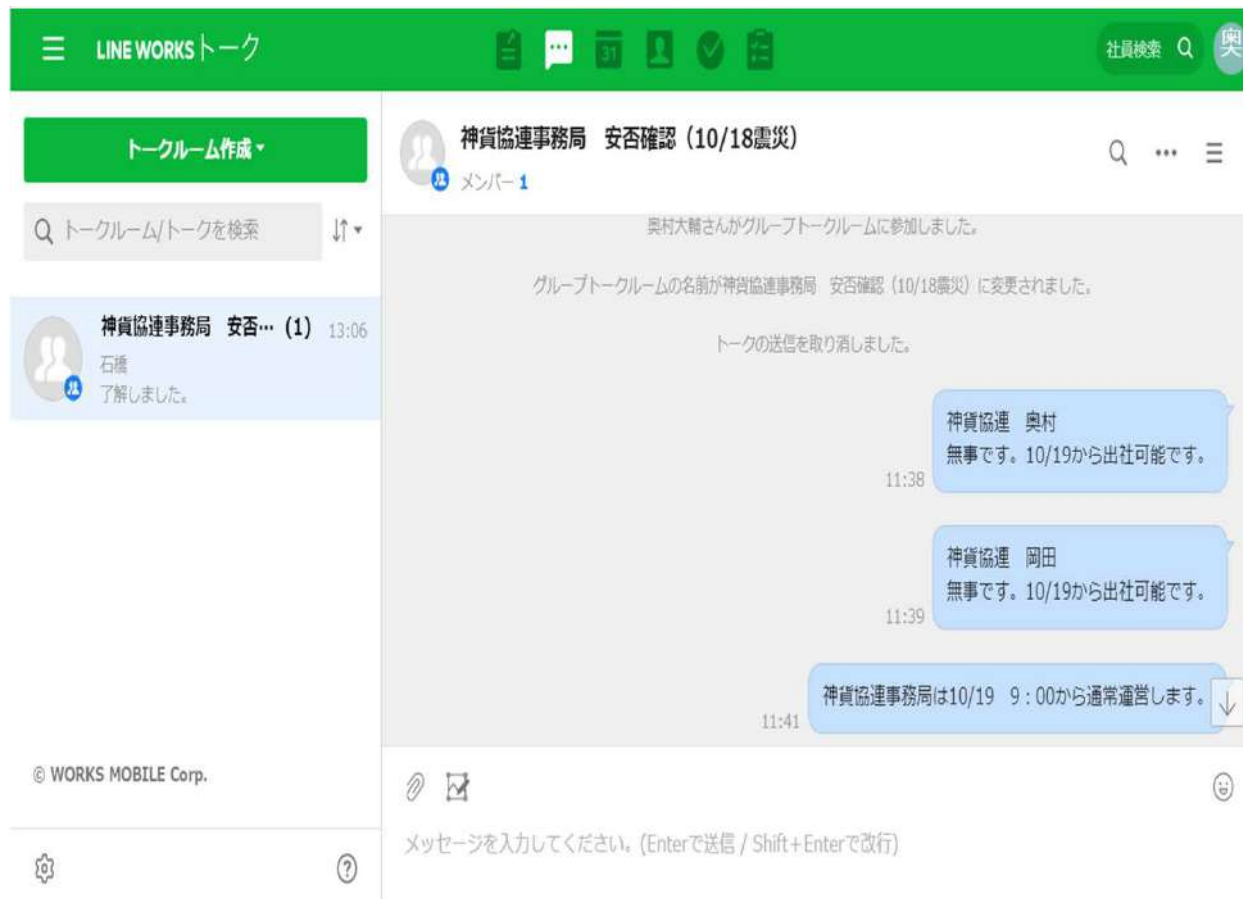 LINE WORKSトーク
31
社員検索
奥
トークルーム作成
トークルーム/トークを検索
神貨協連事務局　安否… (1) 13:06
石橋
了解しました。
© WORKS MOBILE Corp.
神貨協連事務局　安否確認（10/18震災）
メンバー 1
奥村大輔さんがグループトークルームに参加しました。
グループトークルームの名前が神貨協連事務局　安否確認（10/18震災）に変更されました。
トークの送信を取り消しました。
神貨協連　奥村
無事です。10/19から出社可能です。
11:38
神貨協連　岡田
無事です。10/19から出社可能です。
11:39
神貨協連事務局は10/19　9：00から通常運営します。
11:41
メッセージを入力してください。(Enterで送信 / Shift+Enterで改行)